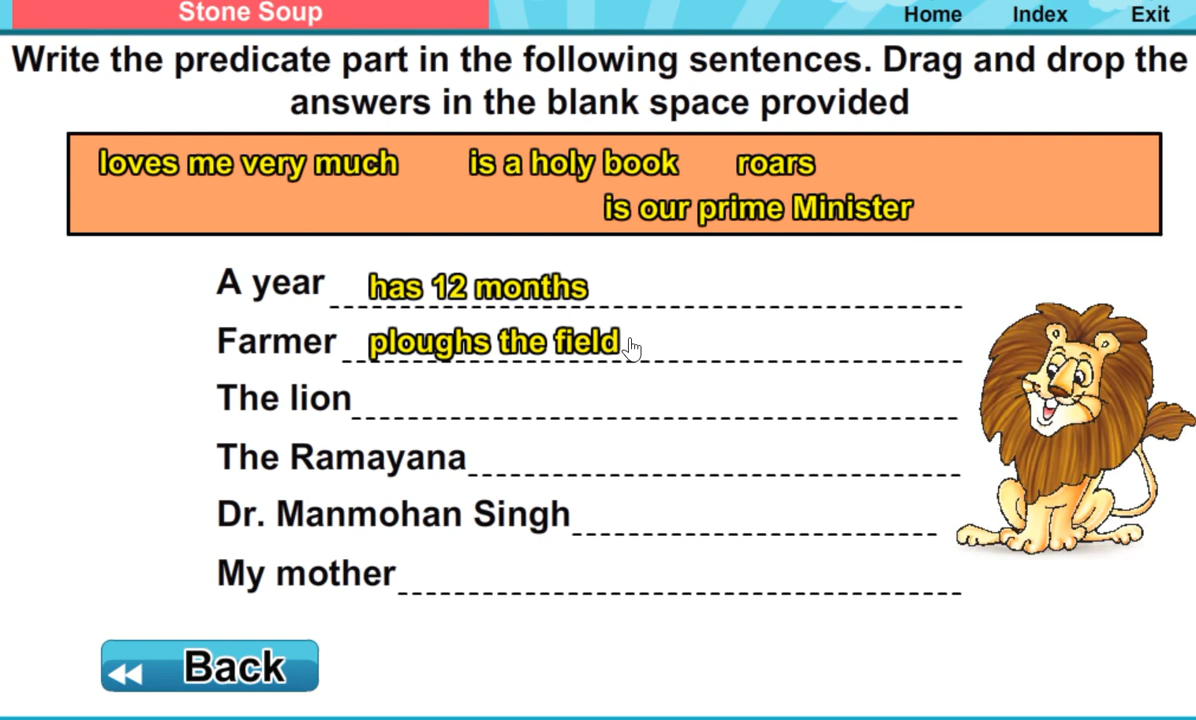 Stone Soup
Home Index Exit
Write the predicate part in the following sentences. Drag and drop the
answers in the blank space provided
loves me very much is a holy book roars
is our prime Minister
A year has 12 months
Farmer ploughs the field
The lion
The Ramayana
Dr. Manmohan Singh
My mother
Back